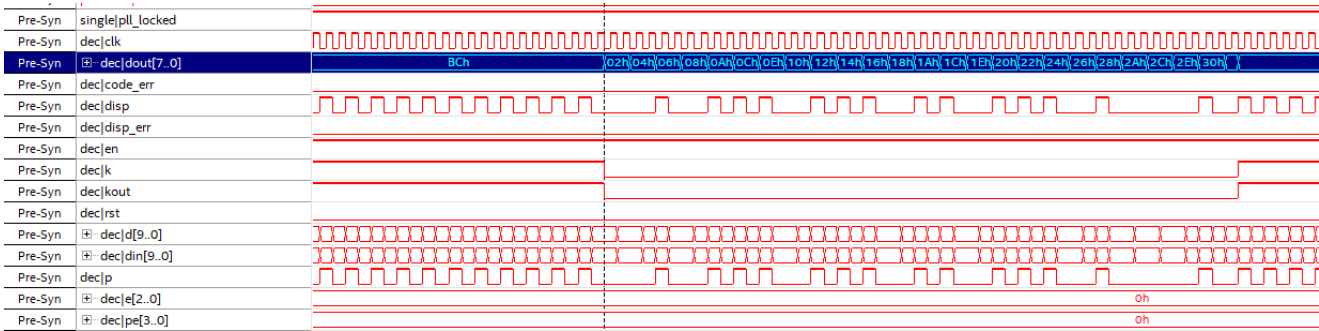 Pre-Syn single|pll_locked
Pre-Syn dec|clk
Pre-Syn dec|dout[7..0] BCh 02h 04h 06h 08h 0Ah 0Ch 0Eh 10h 12h 14h 16h 18h 1Ah 1Ch 1Eh 20h 22h 24h 26h 28h 2Ah 2Ch 2Eh 30h
Pre-Syn dec|code_err
Pre-Syn dec|disp
Pre-Syn dec|disp_err
Pre-Syn dec|en
Pre-Syn dec|k
Pre-Syn dec|kout
Pre-Syn dec|rst
Pre-Syn dec|d[9..0]
Pre-Syn dec|din[9..0]
Pre-Syn dec|p
Pre-Syn dec|e[2..0] 0h
Pre-Syn dec|pe[3..0] 0h